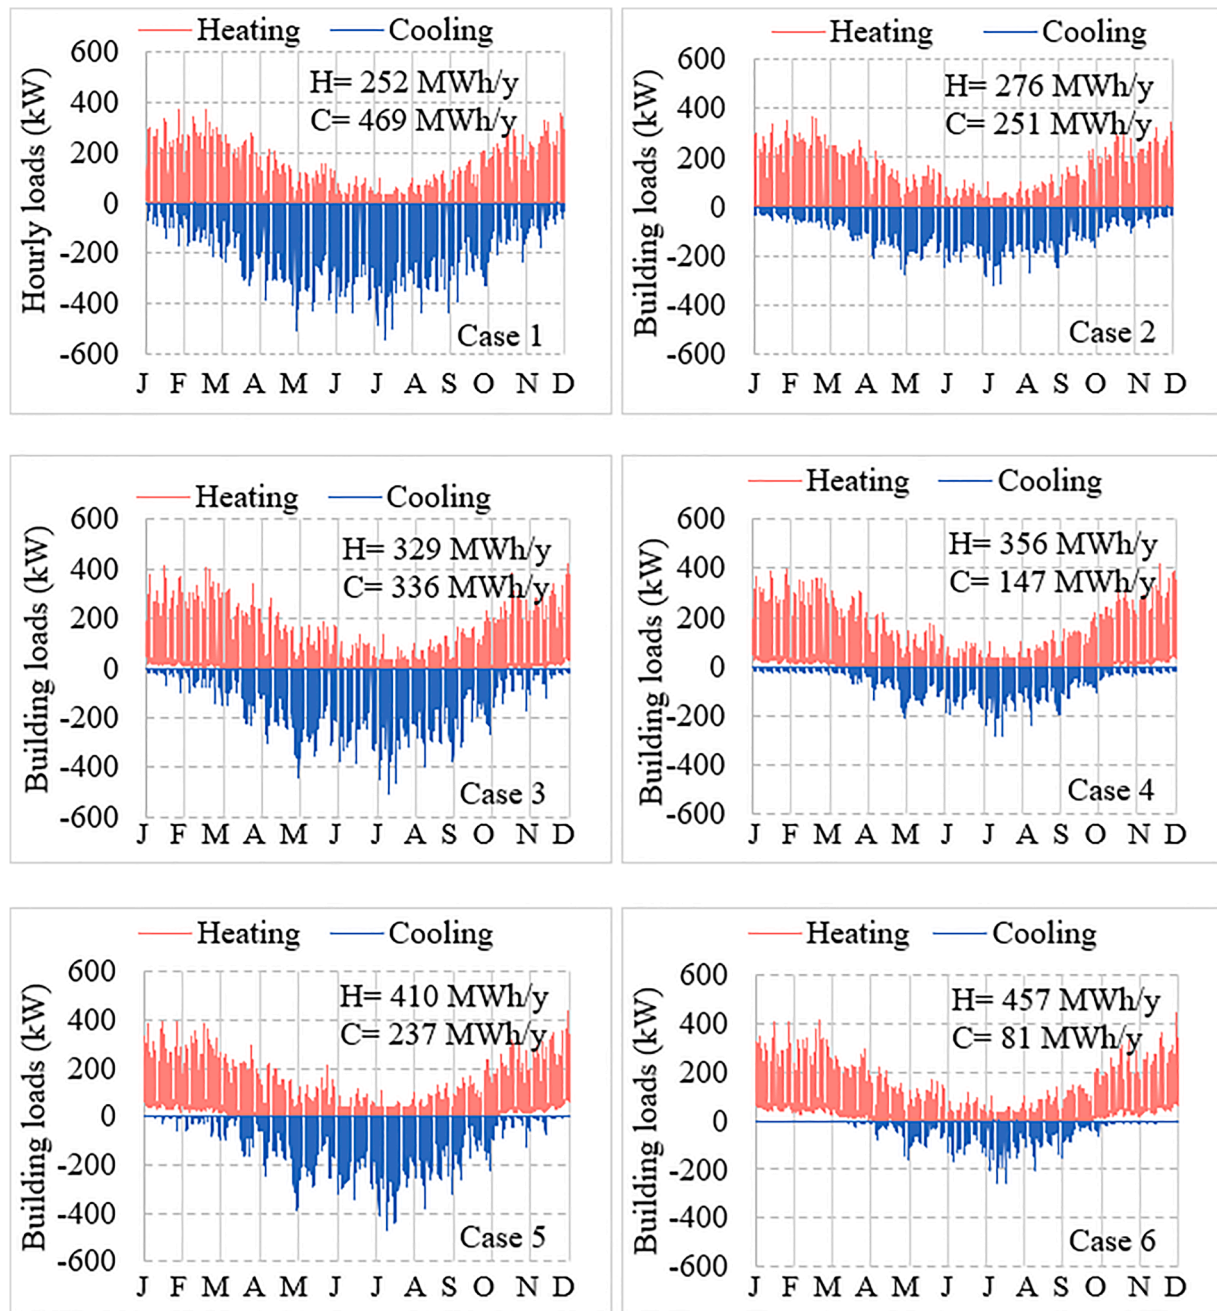 Heating Cooling
600
400
200
0
-200
-400
-600
Hourly loads (kW)
H= 252 MWh/y
C= 469 MWh/y
Case 1
J F M A M J J A S O N D
Heating Cooling
600
400
200
0
-200
-400
-600
Building loads (kW)
H= 276 MWh/y
C= 251 MWh/y
Case 2
J F M A M J J A S O N D
Heating Cooling
600
400
200
0
-200
-400
-600
Building loads (kW)
H= 329 MWh/y
C= 336 MWh/y
Case 3
J F M A M J J A S O N D
Heating Cooling
600
400
200
0
-200
-400
-600
Building loads (kW)
H= 356 MWh/y
C= 147 MWh/y
Case 4
J F M A M J J A S O N D
Heating Cooling
600
400
200
0
-200
-400
-600
Building loads (kW)
H= 410 MWh/y
C= 237 MWh/y
Case 5
J F M A M J J A S O N D
Heating Cooling
600
400
200
0
-200
-400
-600
Building loads (kW)
H= 457 MWh/y
C= 81 MWh/y
Case 6
J F M A M J J A S O N D